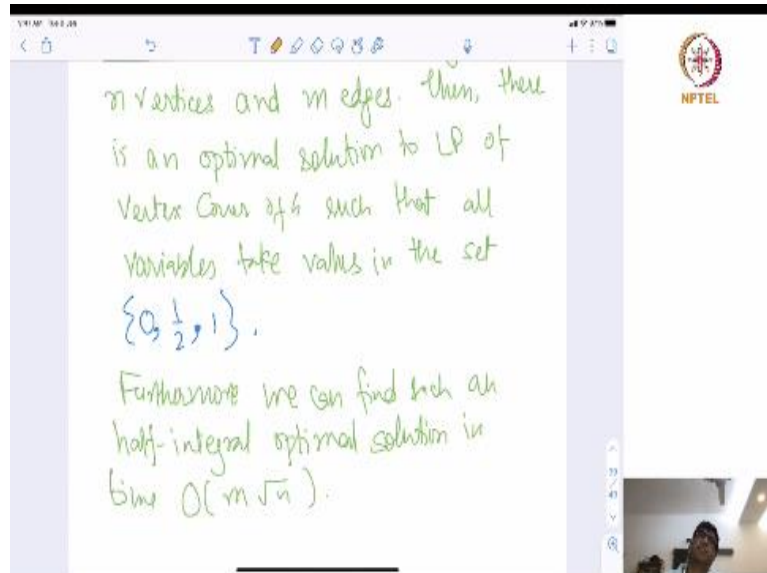 n vertices and m edges. Then, there
is an optimal solution to LP of
Vertex Cover of G such that all
variables take values in the set
{0, 1/2, 1}.
Furthermore we can find such an
half-integral optimal solution in
time O(m√n).
NPTEL